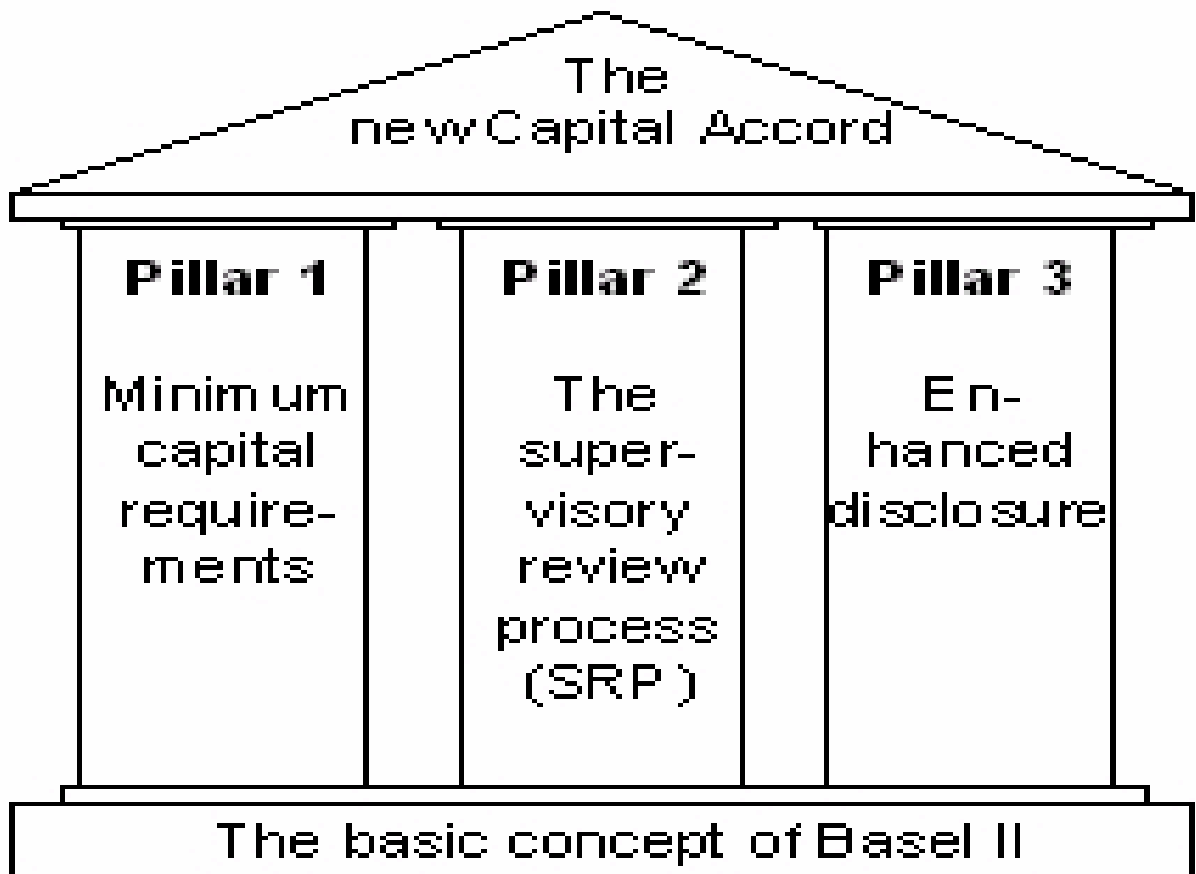 The
new Capital Accord
Pillar 1
Minimum
capital
require-
ments
Pillar 2
The
super-
visory
review
process
(SRP)
Pillar 3
En-
hanced
disclosure
The basic concept of Basel II